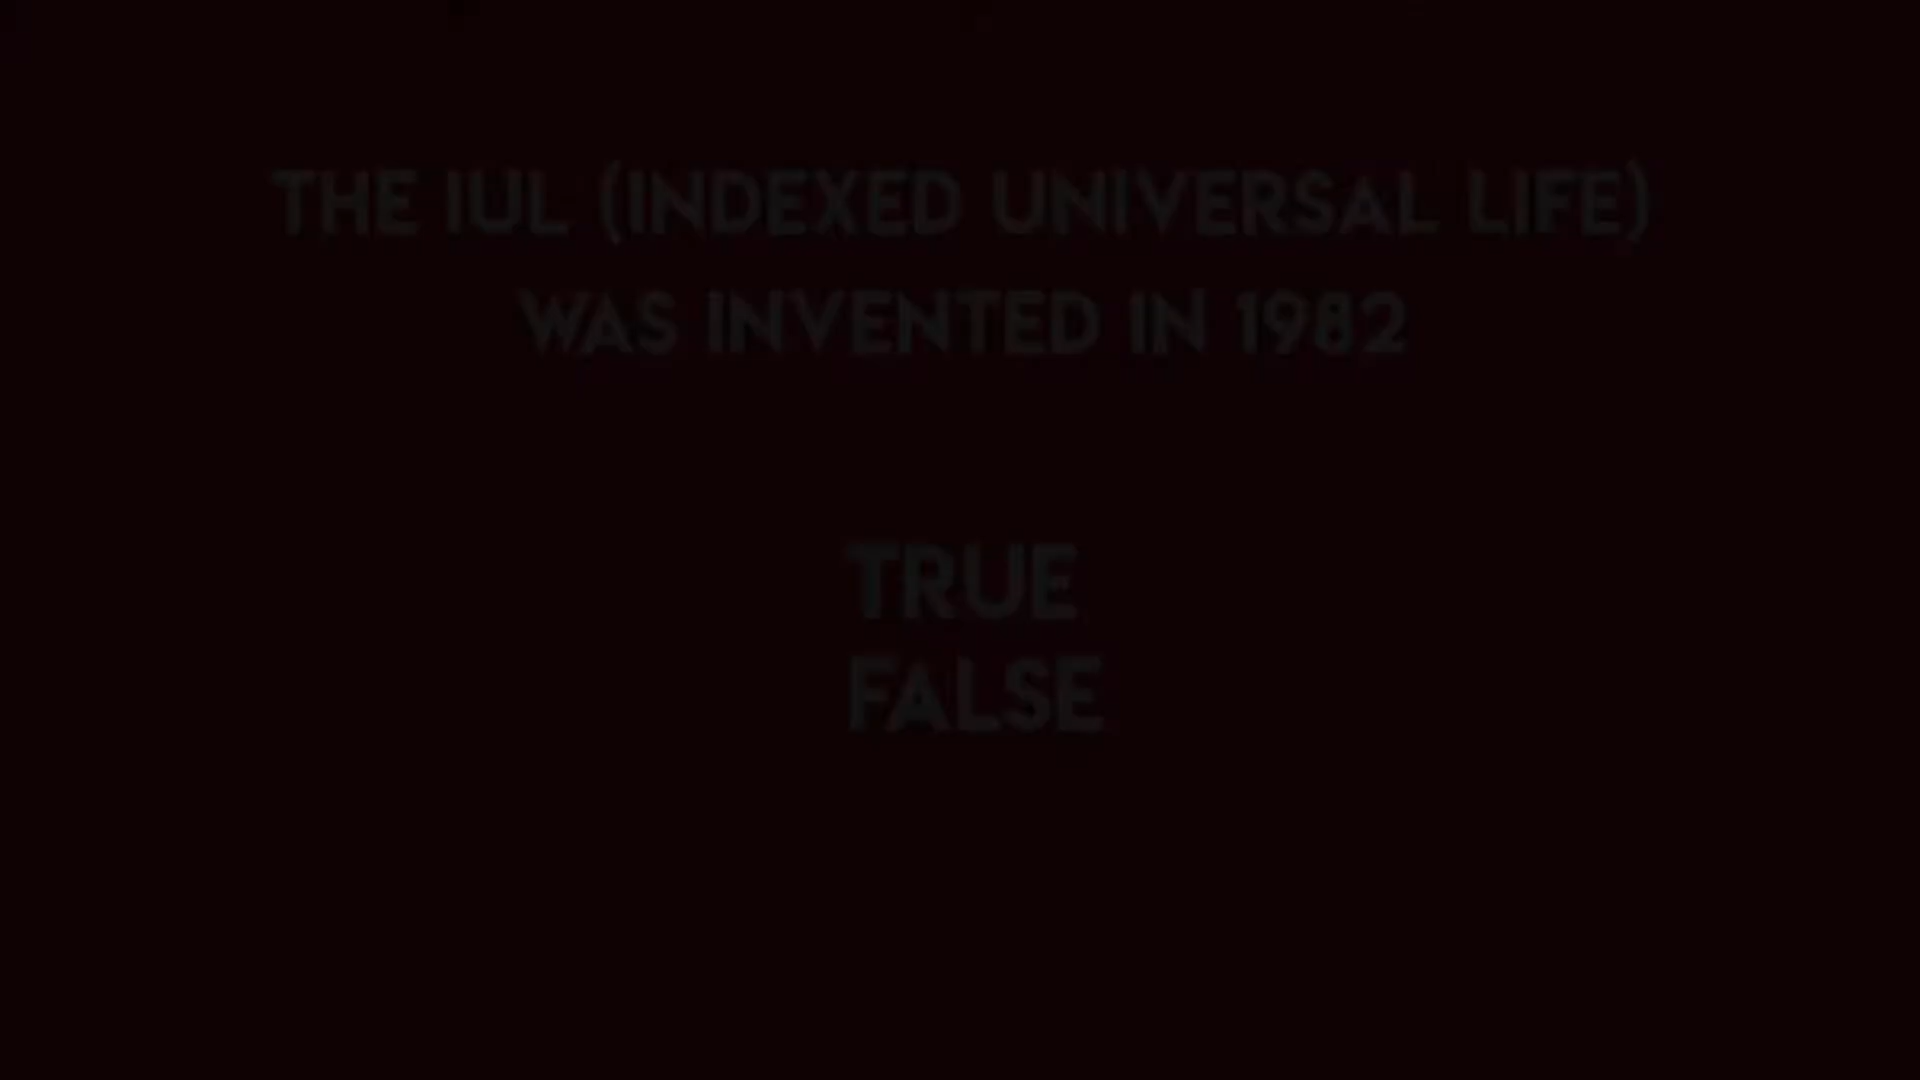 THE IUL (INDEXED UNIVERSAL LIFE)
WAS INVENTED IN 1982
TRUE
FALSE